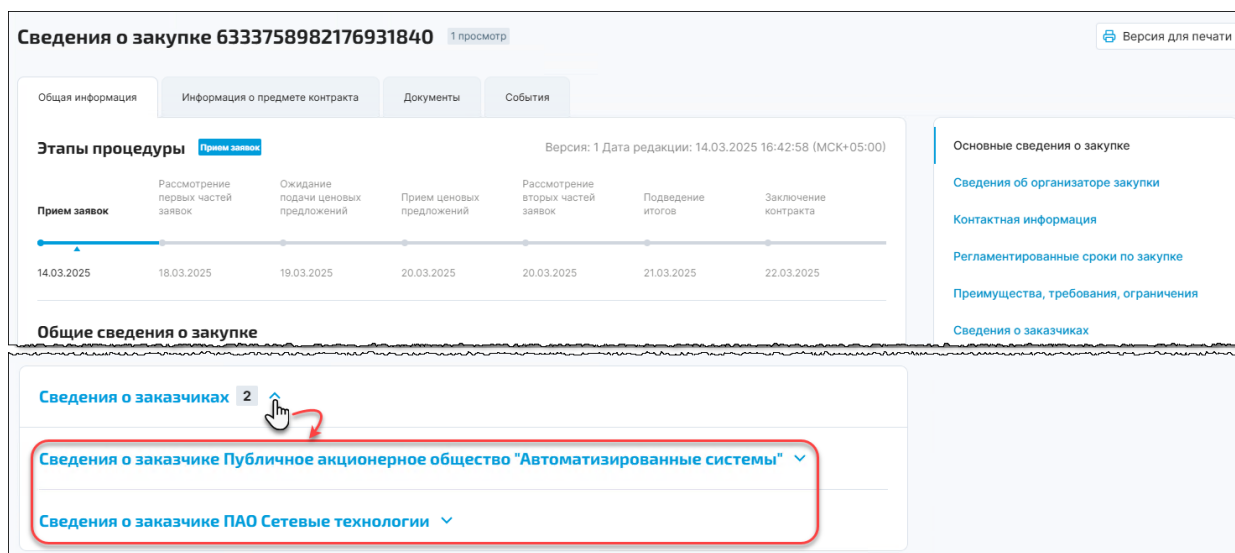 Сведения о закупке 6333758982176931840 1 просмотр Версия для печати
Общая информация Информация о предмете контракта Документы События
Этапы процедуры Прием заявок Версия: 1 Дата редакции: 14.03.2025 16:42:58 (МСК+05:00)
Прием заявок
Рассмотрение первых частей заявок
Ожидание подачи ценовых предложений
Прием ценовых предложений
Рассмотрение вторых частей заявок
Подведение итогов
Заключение контракта
14.03.2025 18.03.2025 19.03.2025 20.03.2025 20.03.2025 21.03.2025 22.03.2025
Общие сведения о закупке
Основные сведения о закупке
Сведения об организаторе закупки
Контактная информация
Регламентированные сроки по закупке
Преимущества, требования, ограничения
Сведения о заказчиках
Сведения о заказчиках 2
Сведения о заказчике Публичное акционерное общество "Автоматизированные системы"
Сведения о заказчике ПАО Сетевые технологии